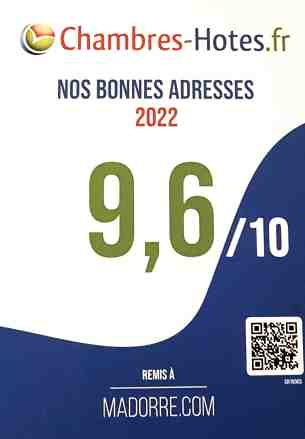 Chambres-Hotes.fr
NOS BONNES ADRESSES
2022
9,6/10
REMIS À
MADORRE.COM